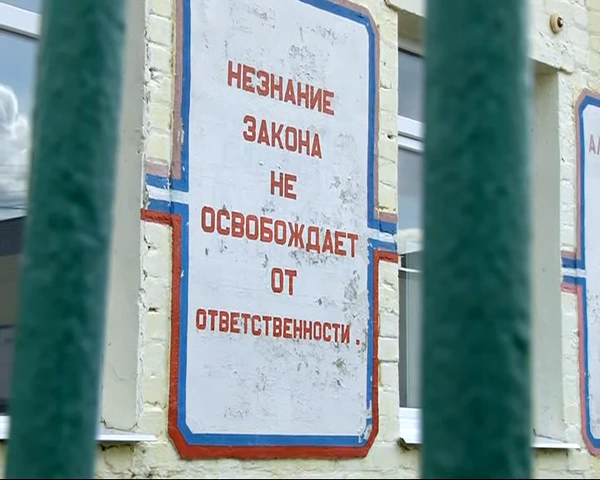 НЕЗНАНИЕ
ЗАКОНА
НЕ
ОСВОБОЖДАЕТ
ОТ
ОТВЕТСТВЕННОСТИ.